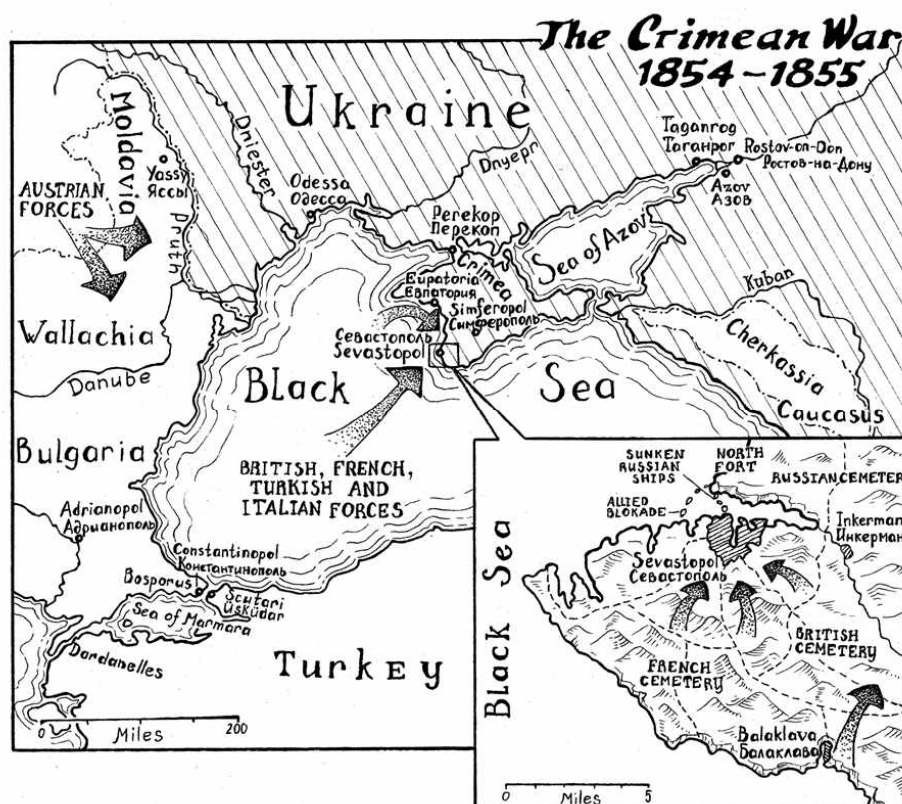 The Crimean War
1854–1855
Ukraine
Moldavia
Dniester
Dnyepr
Taganrog
Таганрог
Rostov-on-Don
Ростов-на-Дону
Azov
Азов
Yassy
Яссы
Odessa
Одесса
AUSTRIAN
FORCES
Pruth
Perekop
Перекоп
Sea of Azov
Crimea
Eupatoria
Евпатория
Simferopol
Симферополь
Kuban
Wallachia
Севастополь
Sevastopol
Cherkassia
Danube
Black Sea
Caucasus
Bulgaria
BRITISH, FRENCH,
TURKISH AND
ITALIAN FORCES
Adrianopol
Адрианополь
Constantinopol
Константинополь
Bosporus
Scutari
Üsküdar
Sea of Marmara
Dardanelles
Turkey
0 Miles 200
SUNKEN
RUSSIAN
SHIPS
NORTH
FORT
RUSSIAN CEMETERY
ALLIED
BLOKADE
Inkerman
Инкерман
Sevastopol
Севастополь
Black Sea
BRITISH
CEMETERY
FRENCH
CEMETERY
Balaklava
Балаклава
0 Miles 5